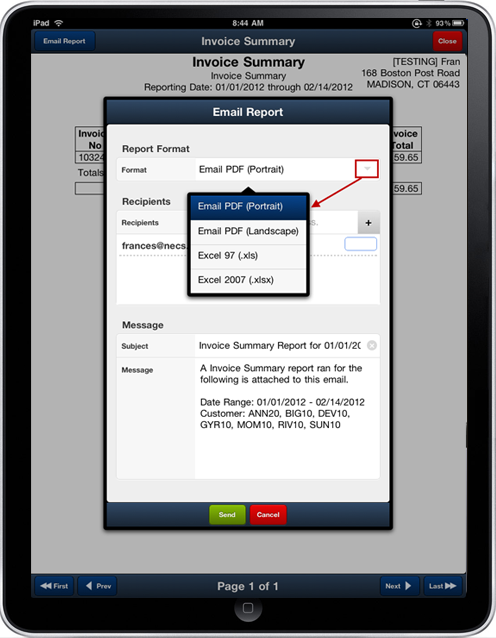 iPad 8:44 AM 93%
Email Report Invoice Summary Close
Invoice Summary
Invoice Summary
Reporting Date: 01/01/2012 through 02/14/2012
[TESTING] Fran
168 Boston Post Road
MADISON, CT 06443
Invoi voice
No Total
10324 59.65
Totals
59.65
Email Report
Report Format
Format Email PDF (Portrait)
Recipients
Recipients ss. +
frances@necs.
Email PDF (Portrait)
Email PDF (Landscape)
Excel 97 (.xls)
Excel 2007 (.xlsx)
Message
Subject Invoice Summary Report for 01/01/20
Message A Invoice Summary report ran for the
following is attached to this email.
Date Range: 01/01/2012 - 02/14/2012
Customer: ANN20, BIG10, DEV10,
GYR10, MOM10, RIV10, SUN10
Send Cancel
First Prev Page 1 of 1 Next Last